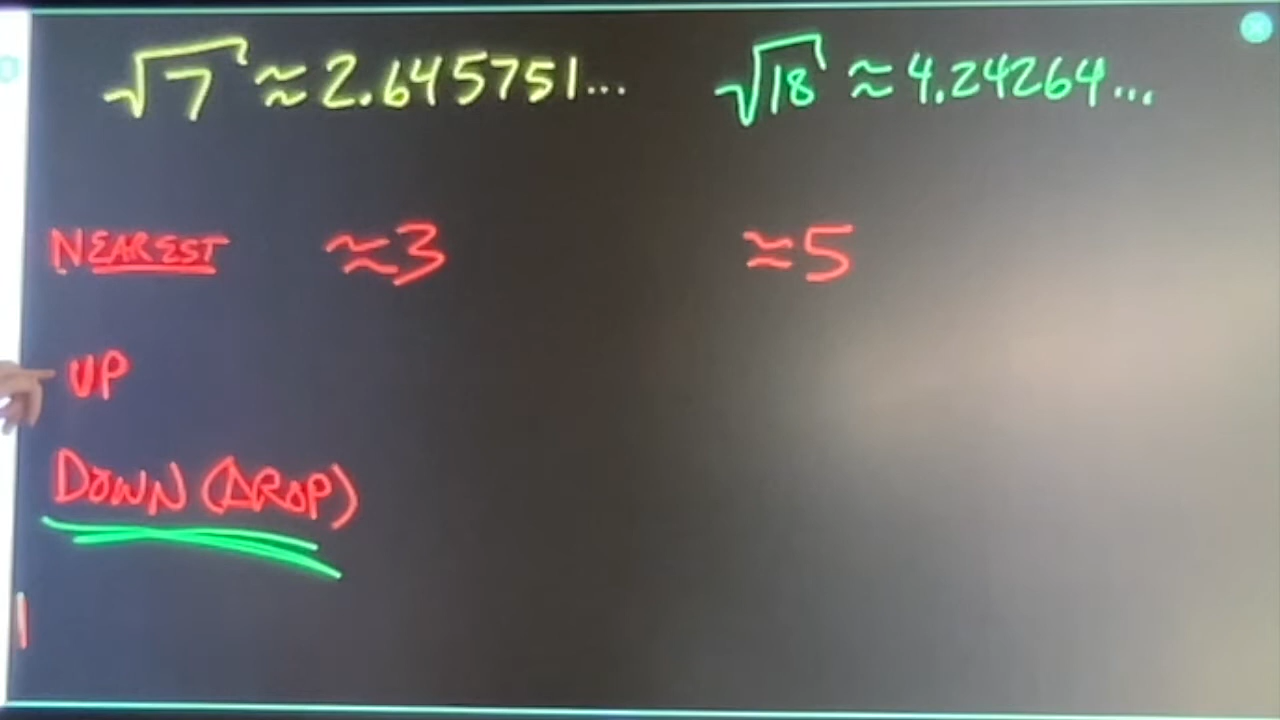 √7 ≈ 2.645751... √18 ≈ 4.24264...
NEAREST ≈3 ≈5
UP
DOWN (DROP)